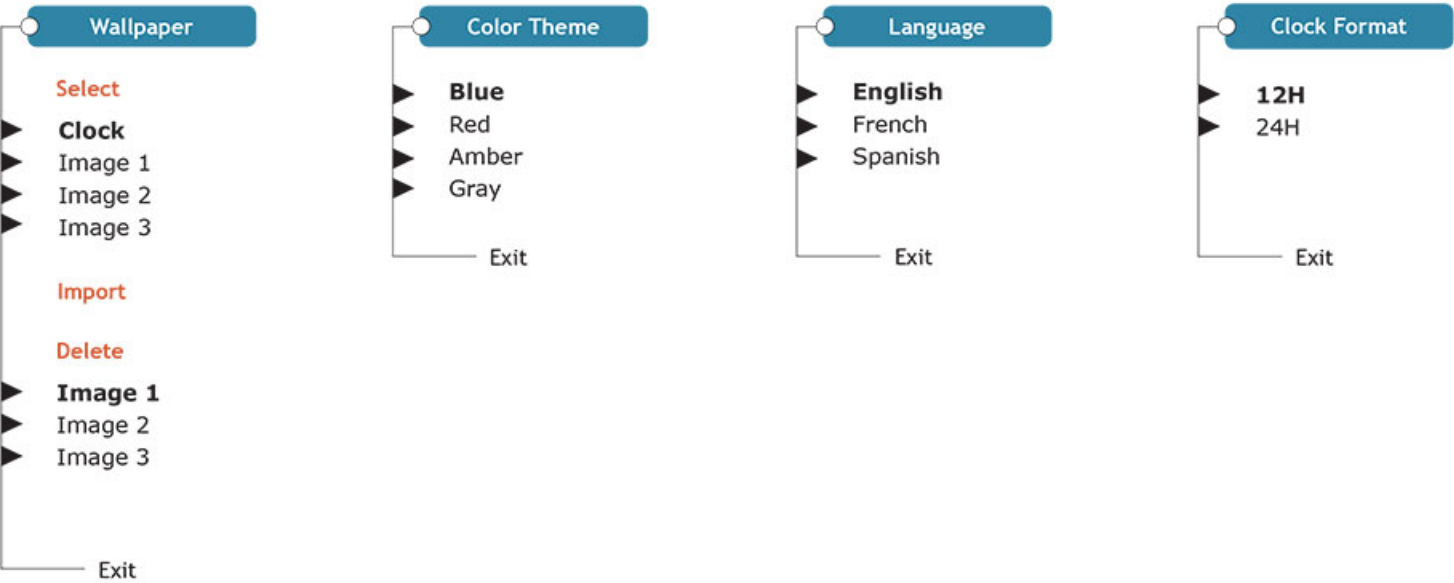 Wallpaper
Select
Clock
Image 1
Image 2
Image 3
Import
Delete
Image 1
Image 2
Image 3
Exit
Color Theme
Blue
Red
Amber
Gray
Exit
Language
English
French
Spanish
Exit
Clock Format
12H
24H
Exit